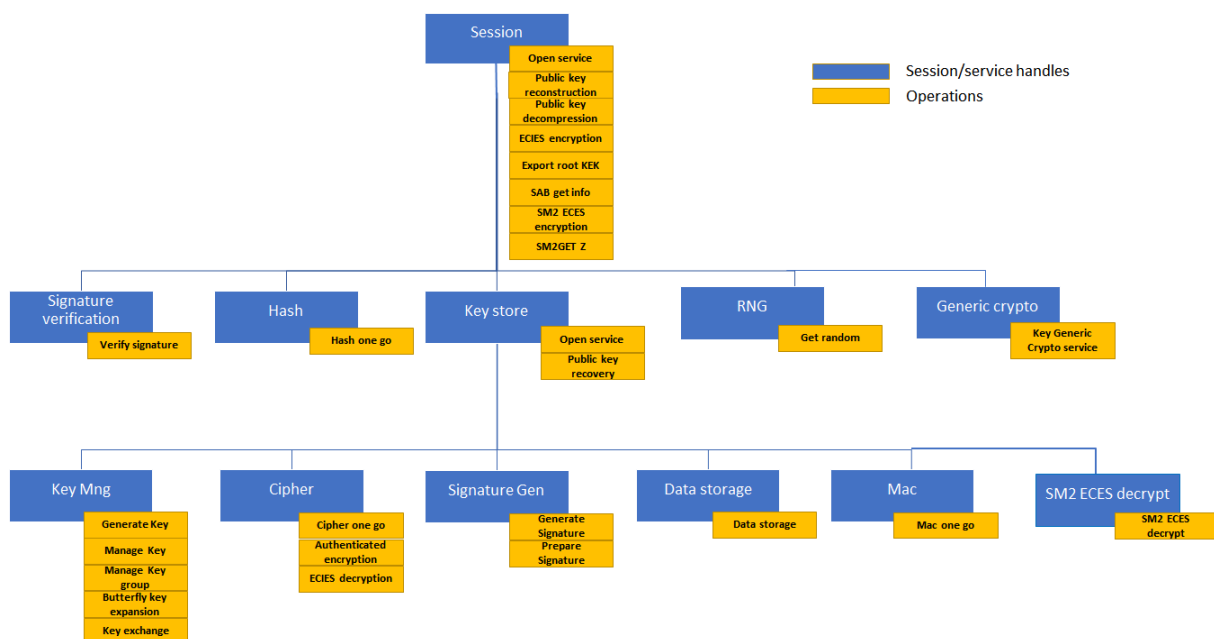 Session
Open service
Public key
reconstruction
Public key
decompression
ECIES encryption
Export root KEK
SAB get info
SM2 ECES
encryption
SM2GET Z
Session/service handles
Operations
Signature
verification
Verify signature
Hash
Hash one go
Key store
Open service
Public key
recovery
RNG
Get random
Generic crypto
Key Generic
Crypto service
Key Mng
Generate Key
Manage Key
Manage Key
group
Butterfly key
expansion
Key exchange
Cipher
Cipher one go
Authenticated
encryption
ECIES decryption
Signature Gen
Generate
Signature
Prepare
Signature
Data storage
Data storage
Mac
Mac one go
SM2 ECES decrypt
SM2 ECES
decrypt